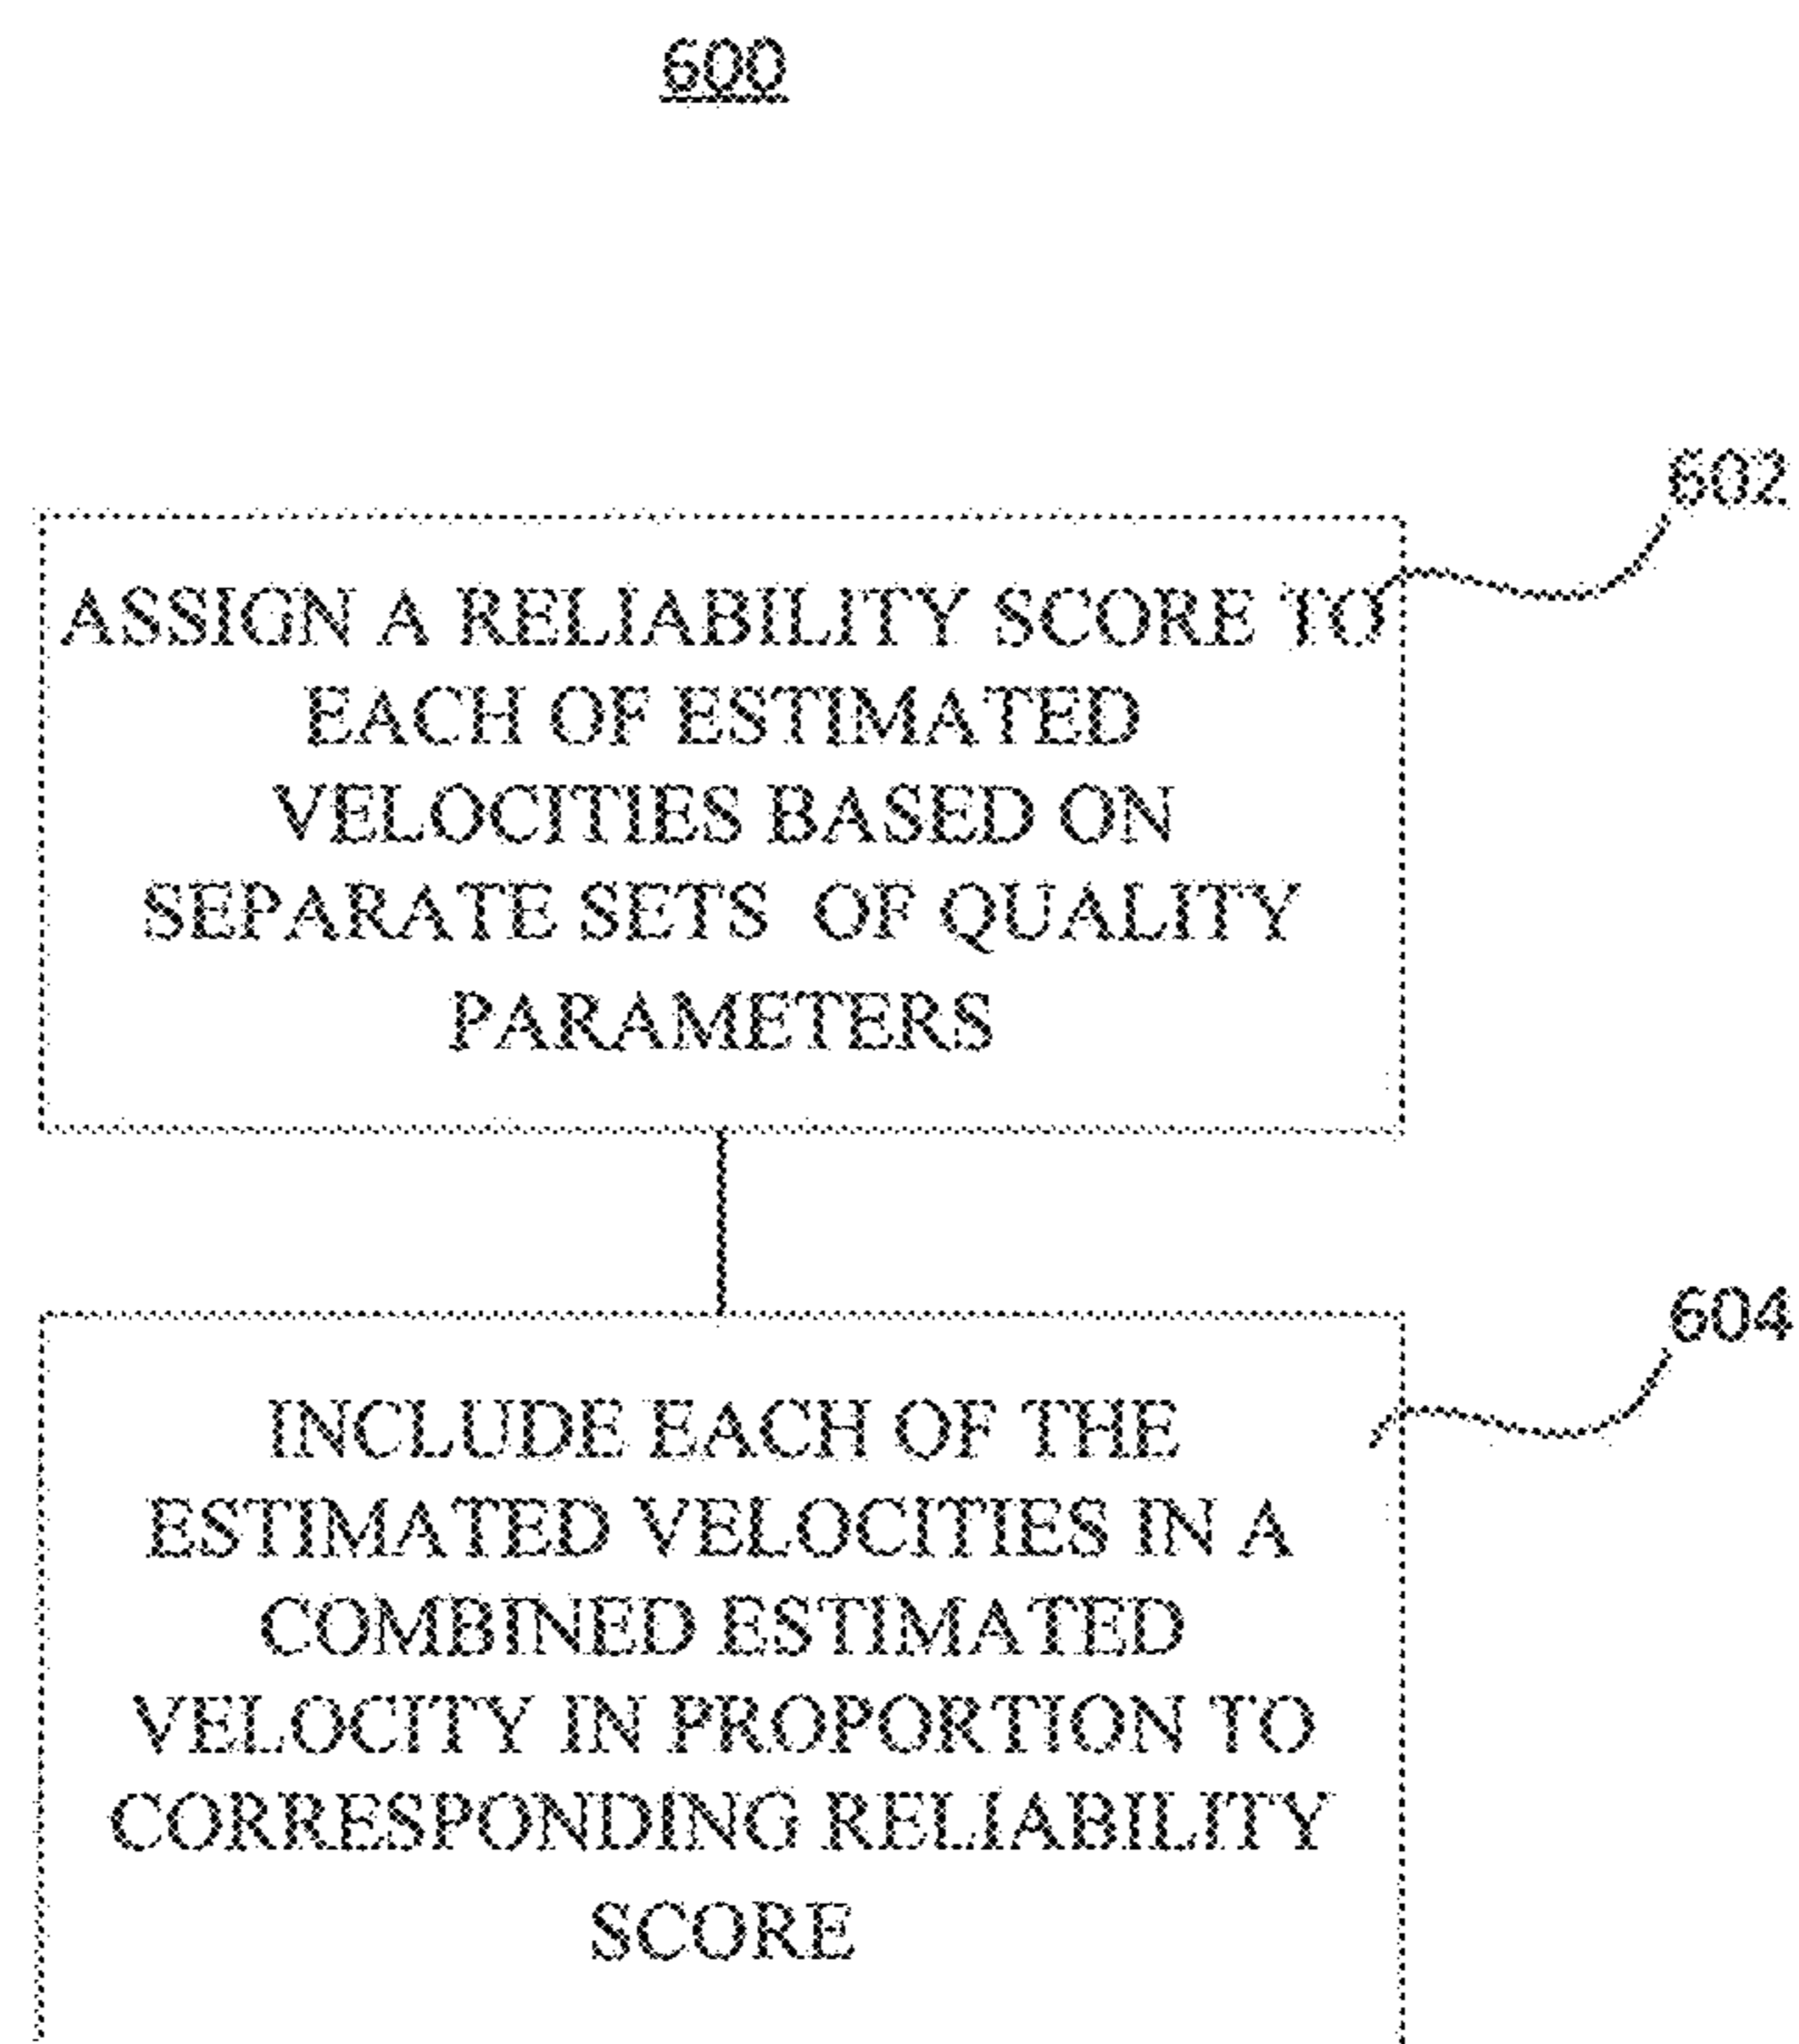 600
602
ASSIGN A RELIABILITY SCORE TO
EACH OF ESTIMATED
VELOCITIES BASED ON
SEPARATE SETS OF QUALITY
PARAMETERS
604
INCLUDE EACH OF THE
ESTIMATED VELOCITIES IN A
COMBINED ESTIMATED
VELOCITY IN PROPORTION TO
CORRESPONDING RELIABILITY
SCORE